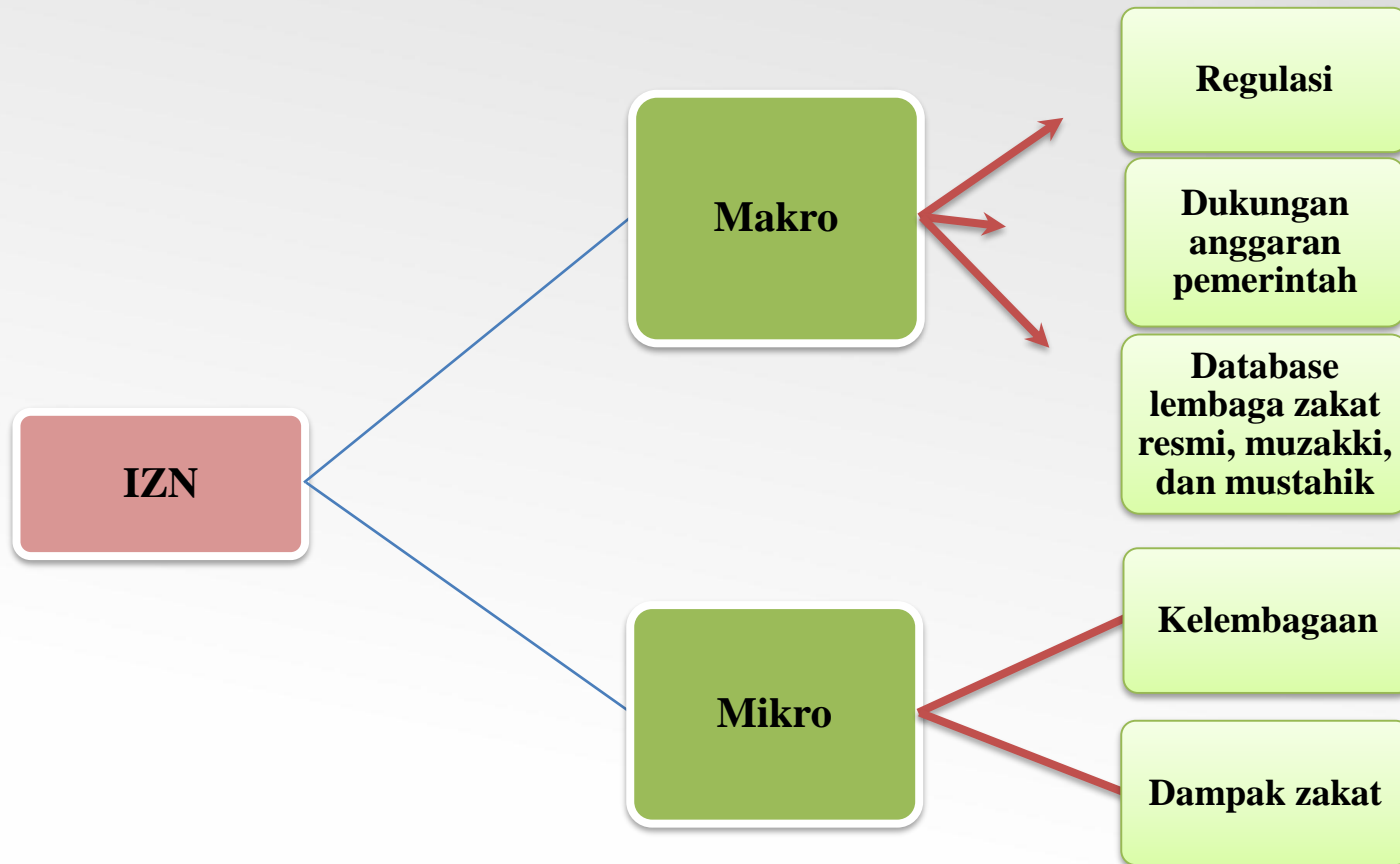 IZN
Makro
Regulasi
Dukungan
anggaran
pemerintah
Database
lembaga zakat
resmi, muzakki,
dan mustahik
Mikro
Kelembagaan
Dampak zakat